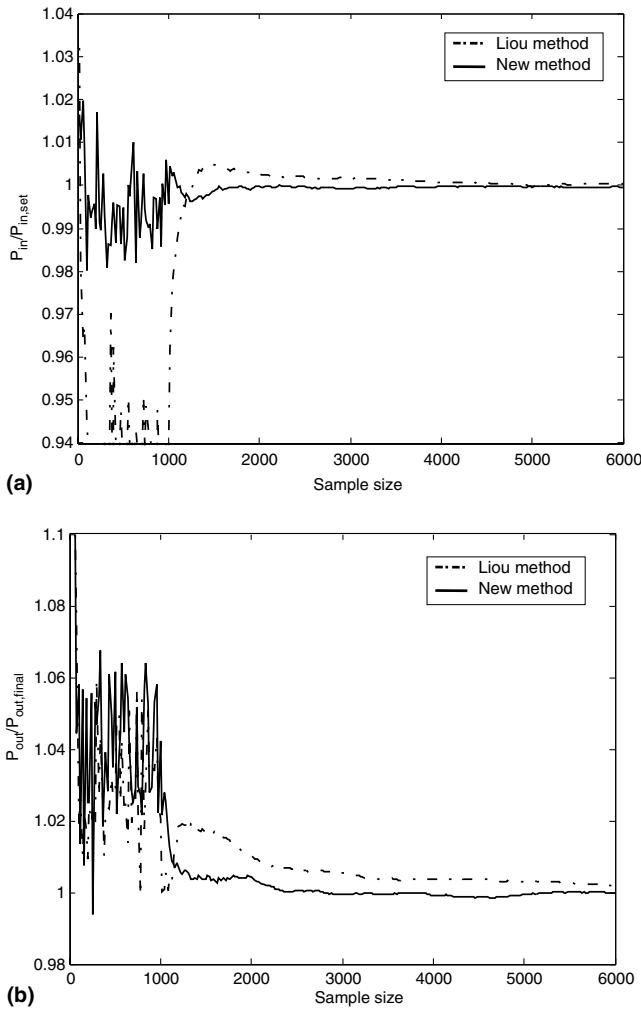 1.04
1.03
1.02
1.01
1
0.99
0.98
0.97
0.96
0.95
0.94
P_in/P_in,set
Liou method
New method
0 1000 2000 3000 4000 5000 6000
Sample size
(a)
1.1
1.08
1.06
1.04
1.02
1
0.98
P_out/P_out,final
Liou method
New method
0 1000 2000 3000 4000 5000 6000
Sample size
(b)